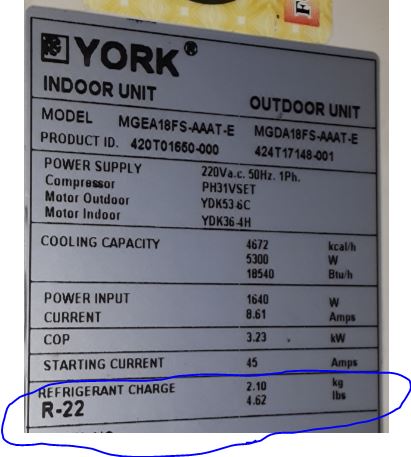 F
YORK®
INDOOR UNIT
OUTDOOR UNIT
MODEL MGEA18FS-AAAT-E MGDA18FS-AAAT-E
PRODUCT ID. 420T01650-000 424T17148-001
POWER SUPPLY 220Va.c. 50Hz. 1Ph.
Compressor PH31VSET
Motor Outdoor YDK53-6C
Motor Indoor YDK36-4H
COOLING CAPACITY 4672 kcal/h
5300 W
18540 Btu/h
POWER INPUT 1640 W
CURRENT 8.61 Amps
COP 3.23 kW
STARTING CURRENT 45 Amps
REFRIGERANT CHARGE 2.10 kg
R-22 4.62 lbs